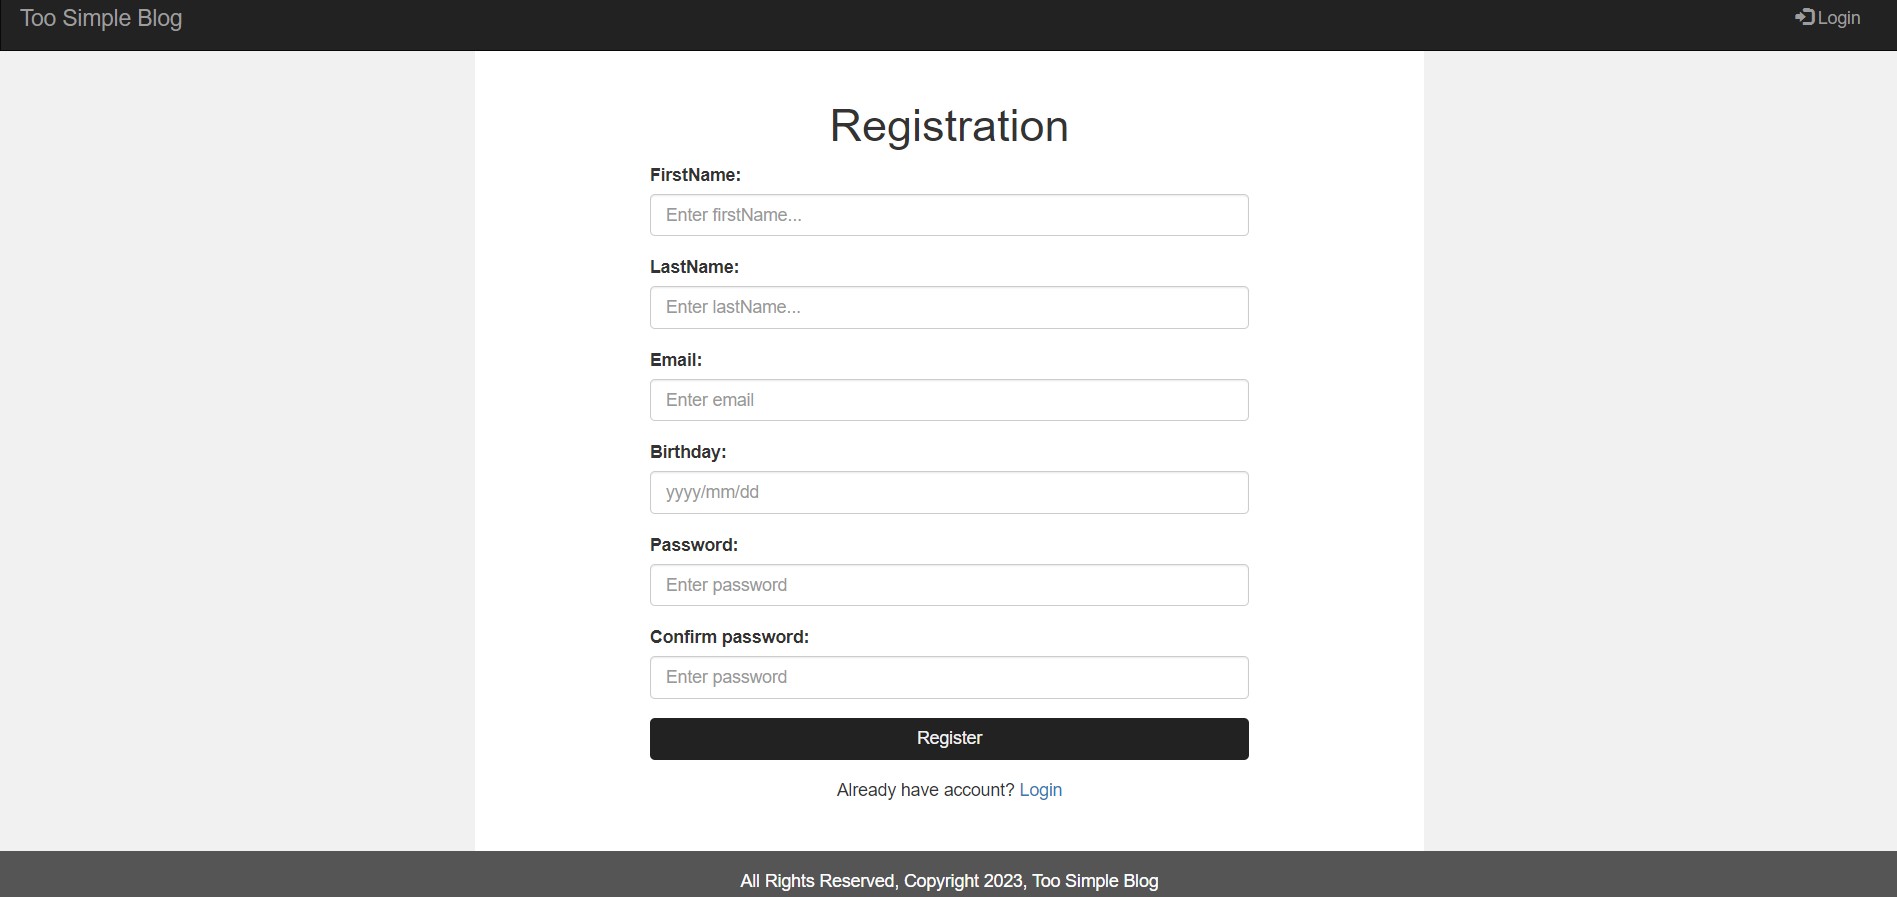 Too Simple Blog
Login
Registration
FirstName:
Enter firstName...
LastName:
Enter lastName...
Email:
Enter email
Birthday:
yyyy/mm/dd
Password:
Enter password
Confirm password:
Enter password
Register
Already have account? Login
All Rights Reserved, Copyright 2023, Too Simple Blog